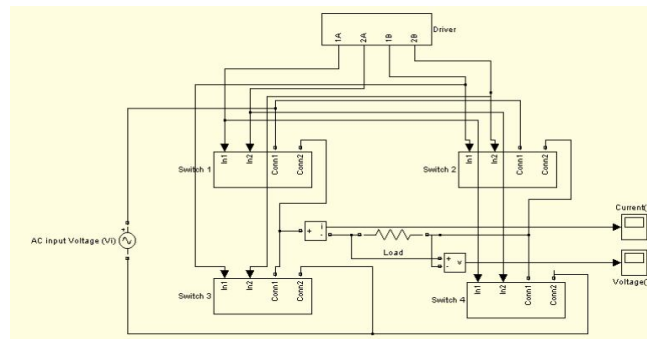 Driver
1A 2A 1B 2B
In1 In2 Conn1 Conn2
Switch 1
In1 In2 Conn1 Conn2
Switch 2
Current(
+ i -
AC input Voltage (Vi)
Load
+ - v
Voltage(
In1 In2 Conn1 Conn2
Switch 3
In1 In2 Conn1 Conn2
Switch 4